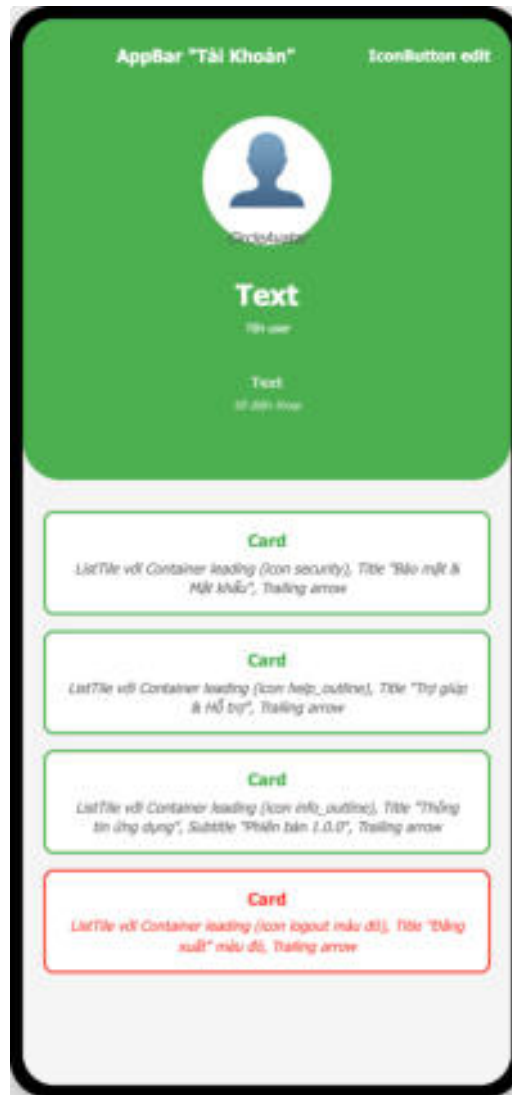 AppBar "Tài Khoản" IconButton edit
CircleAvatar
Text
Tên user
Text
Số điện thoại
Card
ListTile với Container leading (icon security), Title "Bảo mật &
Mật khẩu", Trailing arrow
Card
ListTile với Container leading (icon help_outline), Title "Trợ giúp
& Hỗ trợ", Trailing arrow
Card
ListTile với Container leading (icon info_outline), Title "Thông
tin ứng dụng", Subtitle "Phiên bản 1.0.0", Trailing arrow
Card
ListTile với Container leading (icon logout màu đỏ), Title "Đăng
xuất" màu đỏ, Trailing arrow